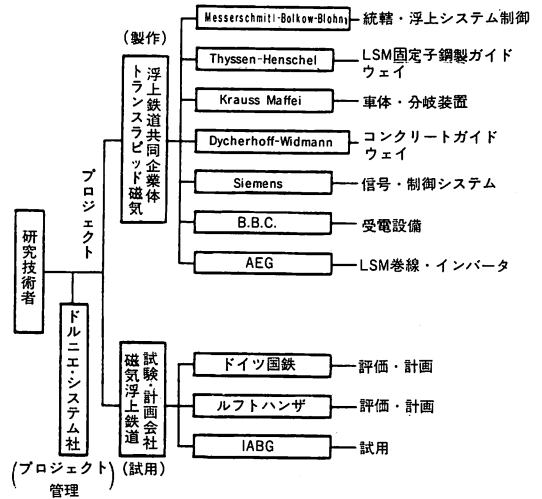 研究技術者
プロジェクト
ドルニエ・システム社
(プロジェクト
管理)
(製作)
トランスラピッド磁気
浮上鉄道共同企業体
Messerschmitl-Bolkow-Blohn
統轄・浮上システム制御
Thyssen-Henschel
LSM固定子鋼製ガイド
ウェイ
Krauss Maffei
車体・分岐装置
Dycherhoff-Widmann
コンクリートガイド
ウェイ
Siemens
信号・制御システム
B.B.C.
受電設備
AEG
LSM巻線・インバータ
磁気浮上鉄道
試験・計画会社
(試用)
ドイツ国鉄
評価・計画
ルフトハンザ
評価・計画
IABG
試用